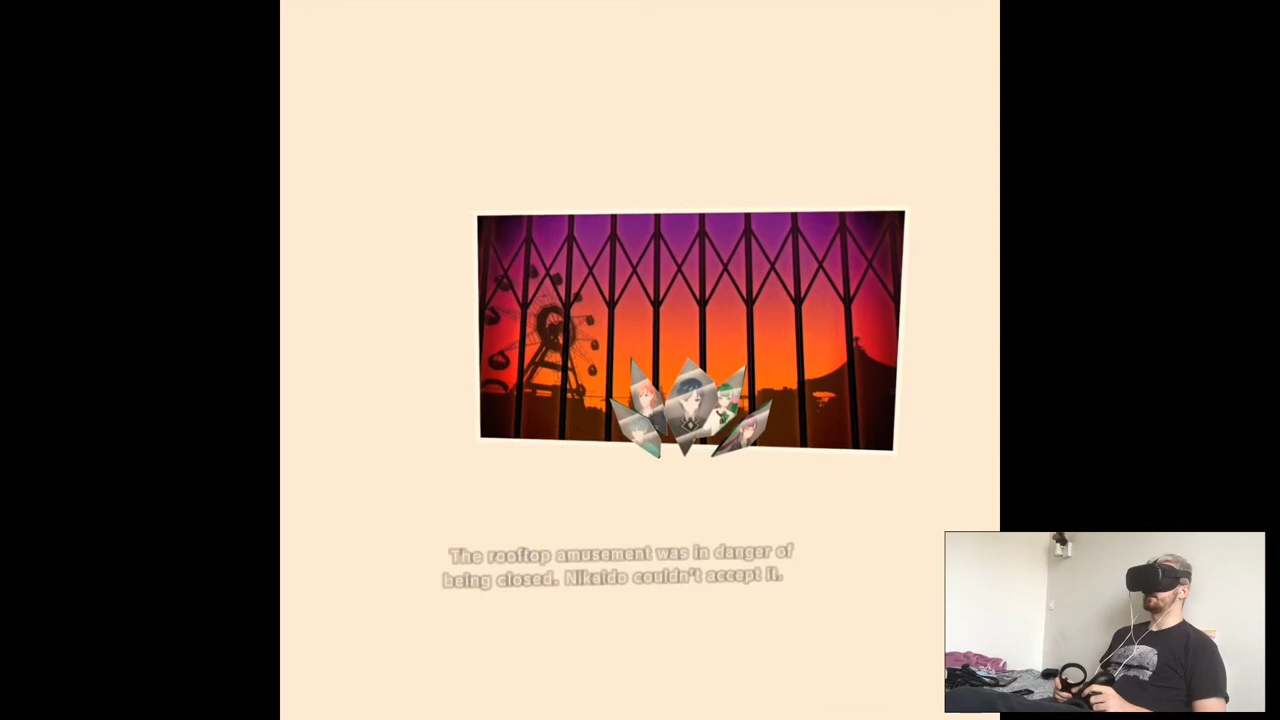 The rooftop amusement was in danger of
being closed. Nikaido couldn't accept it.